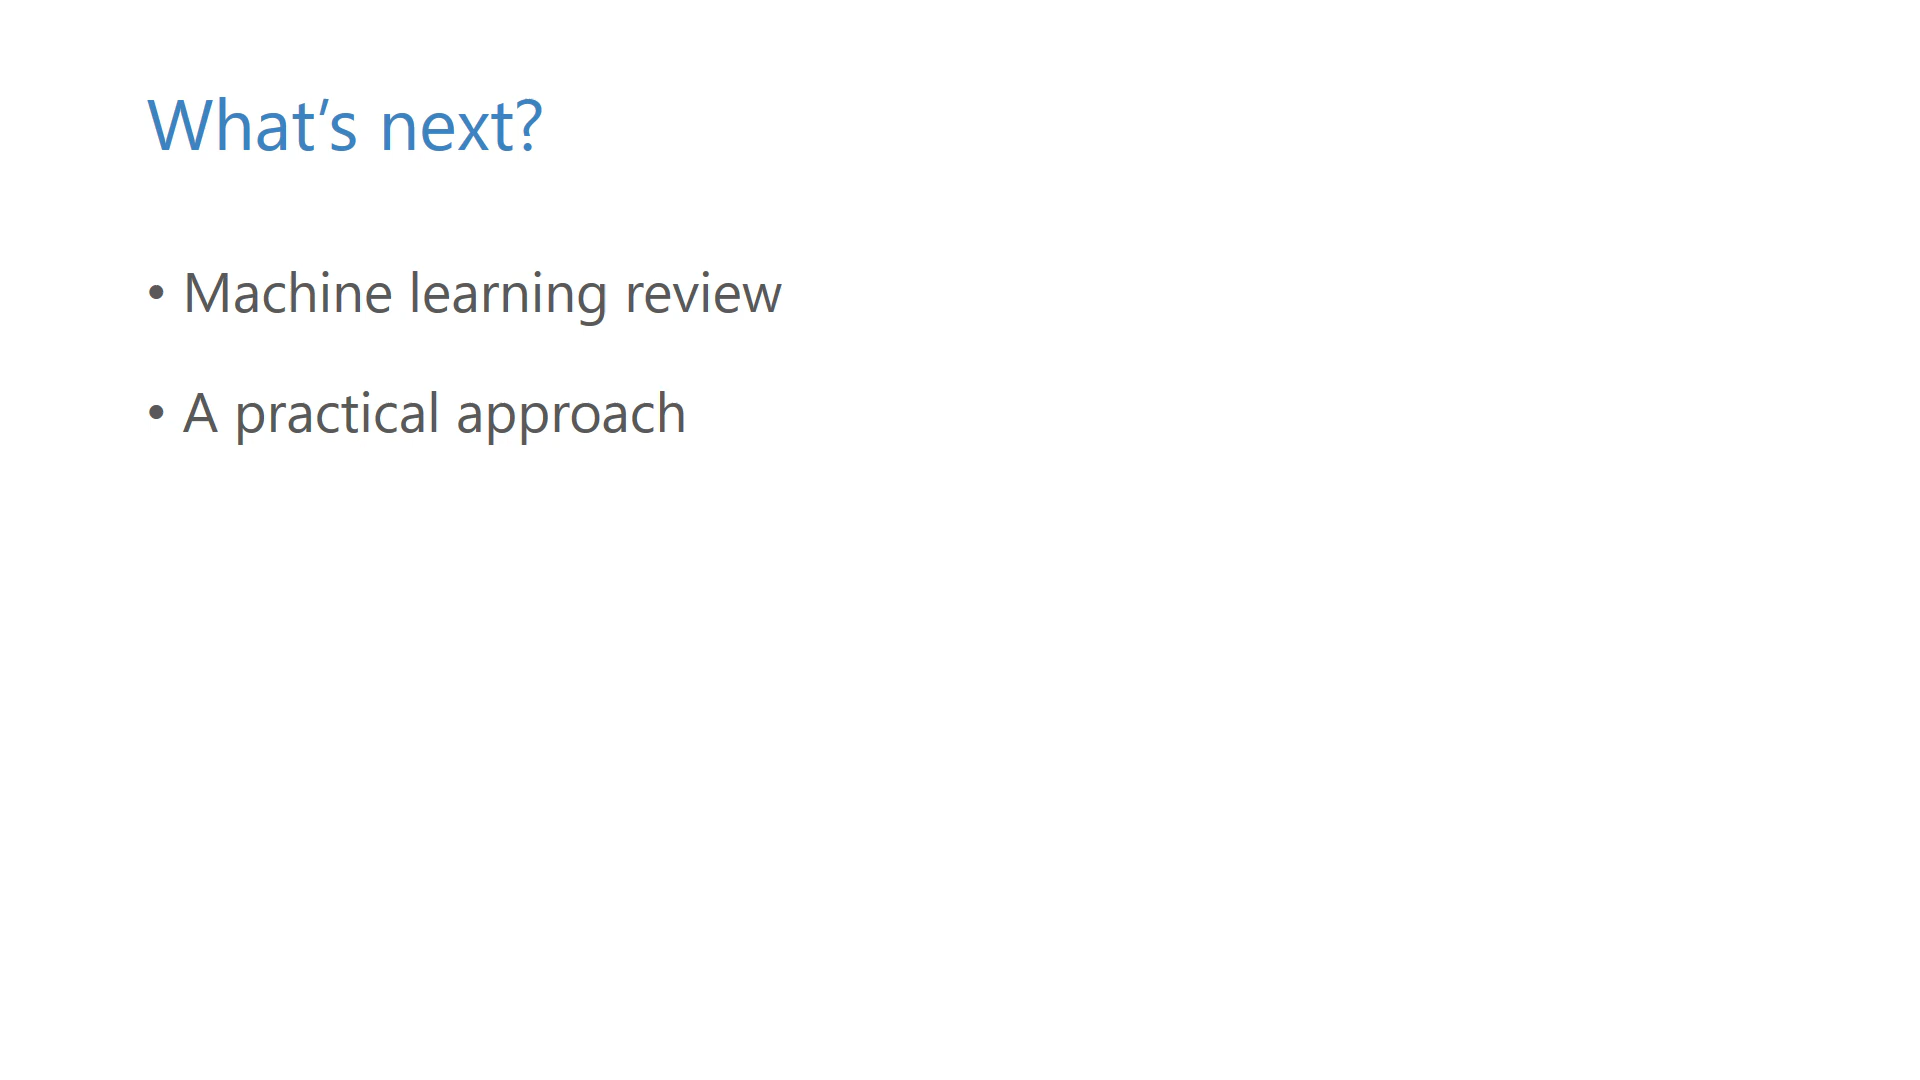 What’s next?
• Machine learning review
• A practical approach